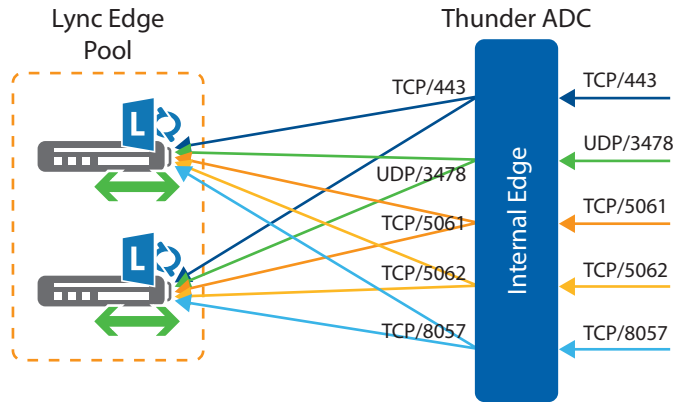 Lync Edge
Pool
Thunder ADC
TCP/443
TCP/443
UDP/3478
UDP/3478
TCP/5061
TCP/5061
TCP/5062
TCP/5062
TCP/8057
TCP/8057
Internal Edge
L
L